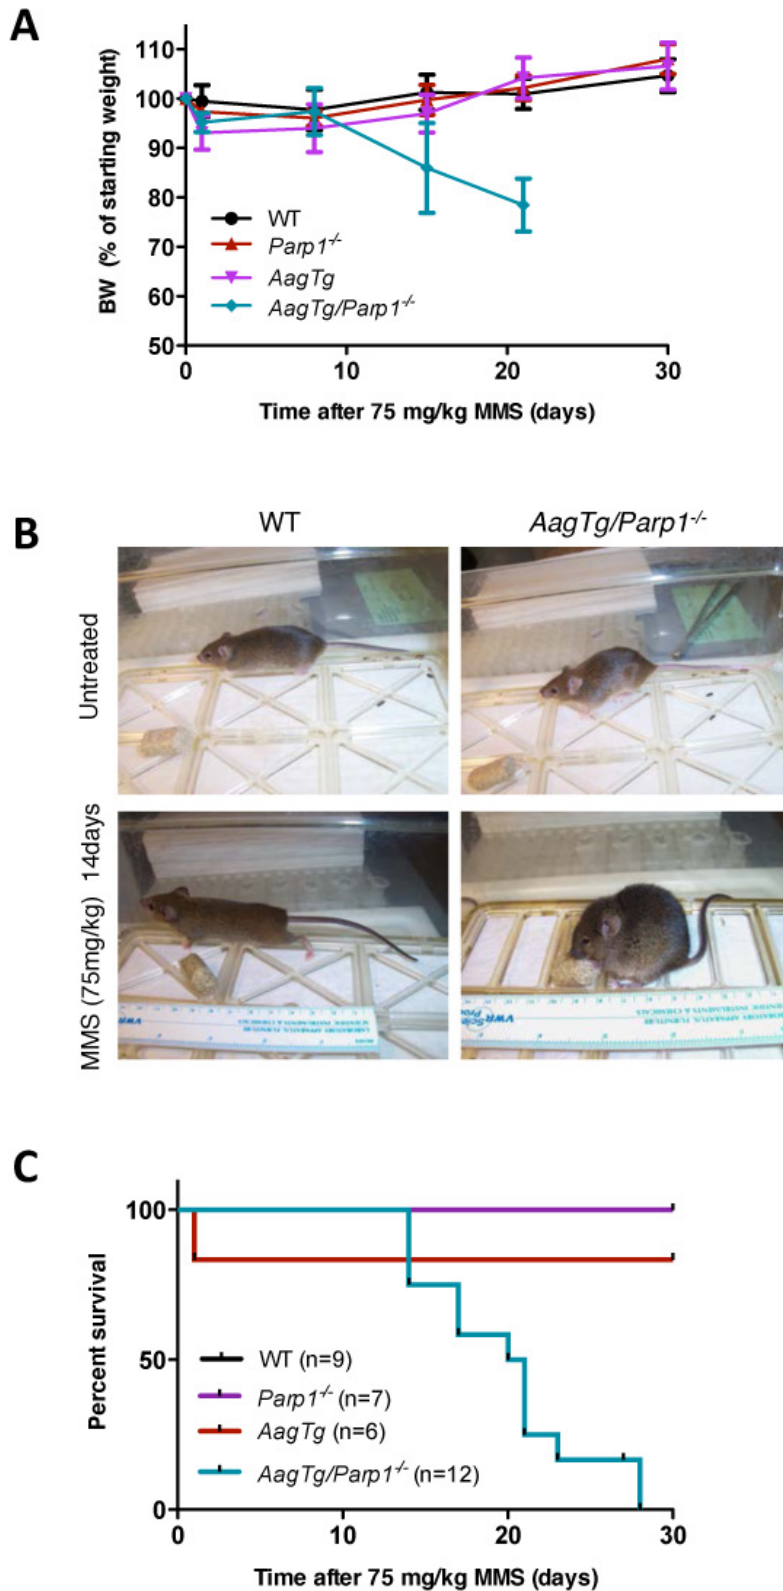 A
BW (% of starting weight)
110
100
90
80
70
60
50
WT
Parp1-/-
AagTg
AagTg/Parp1-/-
0 10 20 30
Time after 75 mg/kg MMS (days)
B
WT AagTg/Parp1-/-
Untreated
MMS (75mg/kg) 14days
VWR
VWR
C
Percent survival
100
50
0
WT (n=9)
Parp1-/- (n=7)
AagTg (n=6)
AagTg/Parp1-/- (n=12)
0 10 20 30
Time after 75 mg/kg MMS (days)